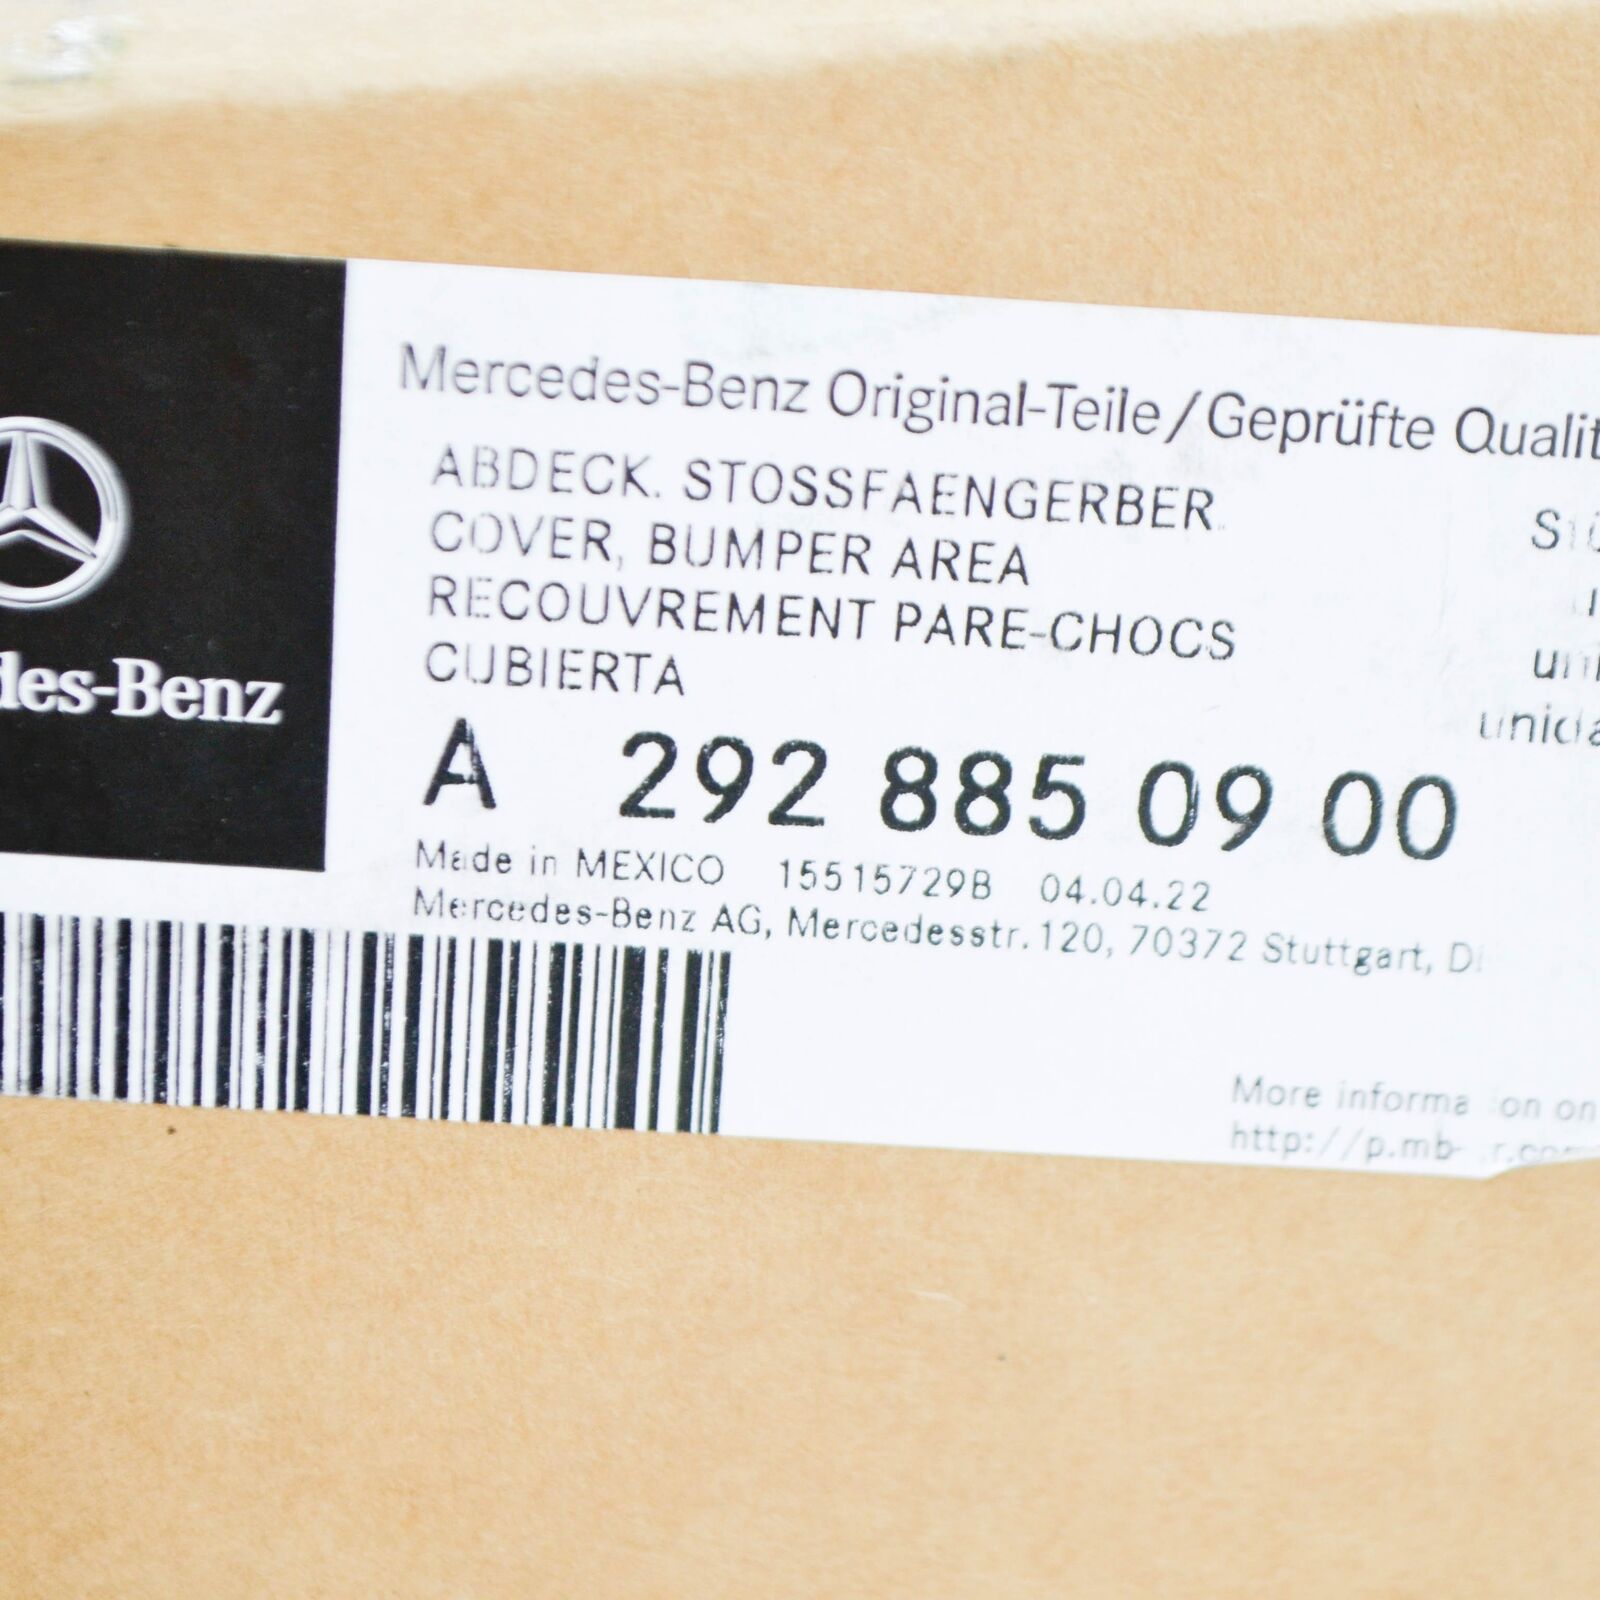 des-Benz
Mercedes-Benz Original-Teile/Geprüfte Qualit
ABDECK. STOSSFAENGERBER.
COVER, BUMPER AREA
RECOUVREMENT PARE-CHOCS
CUBIERTA
unida
A 292 885 09 00
Made in MEXICO 15515729B 04.04.22
Mercedes-Benz AG, Mercedesstr.120, 70372 Stuttgart, D
More information on
http://p.mb-